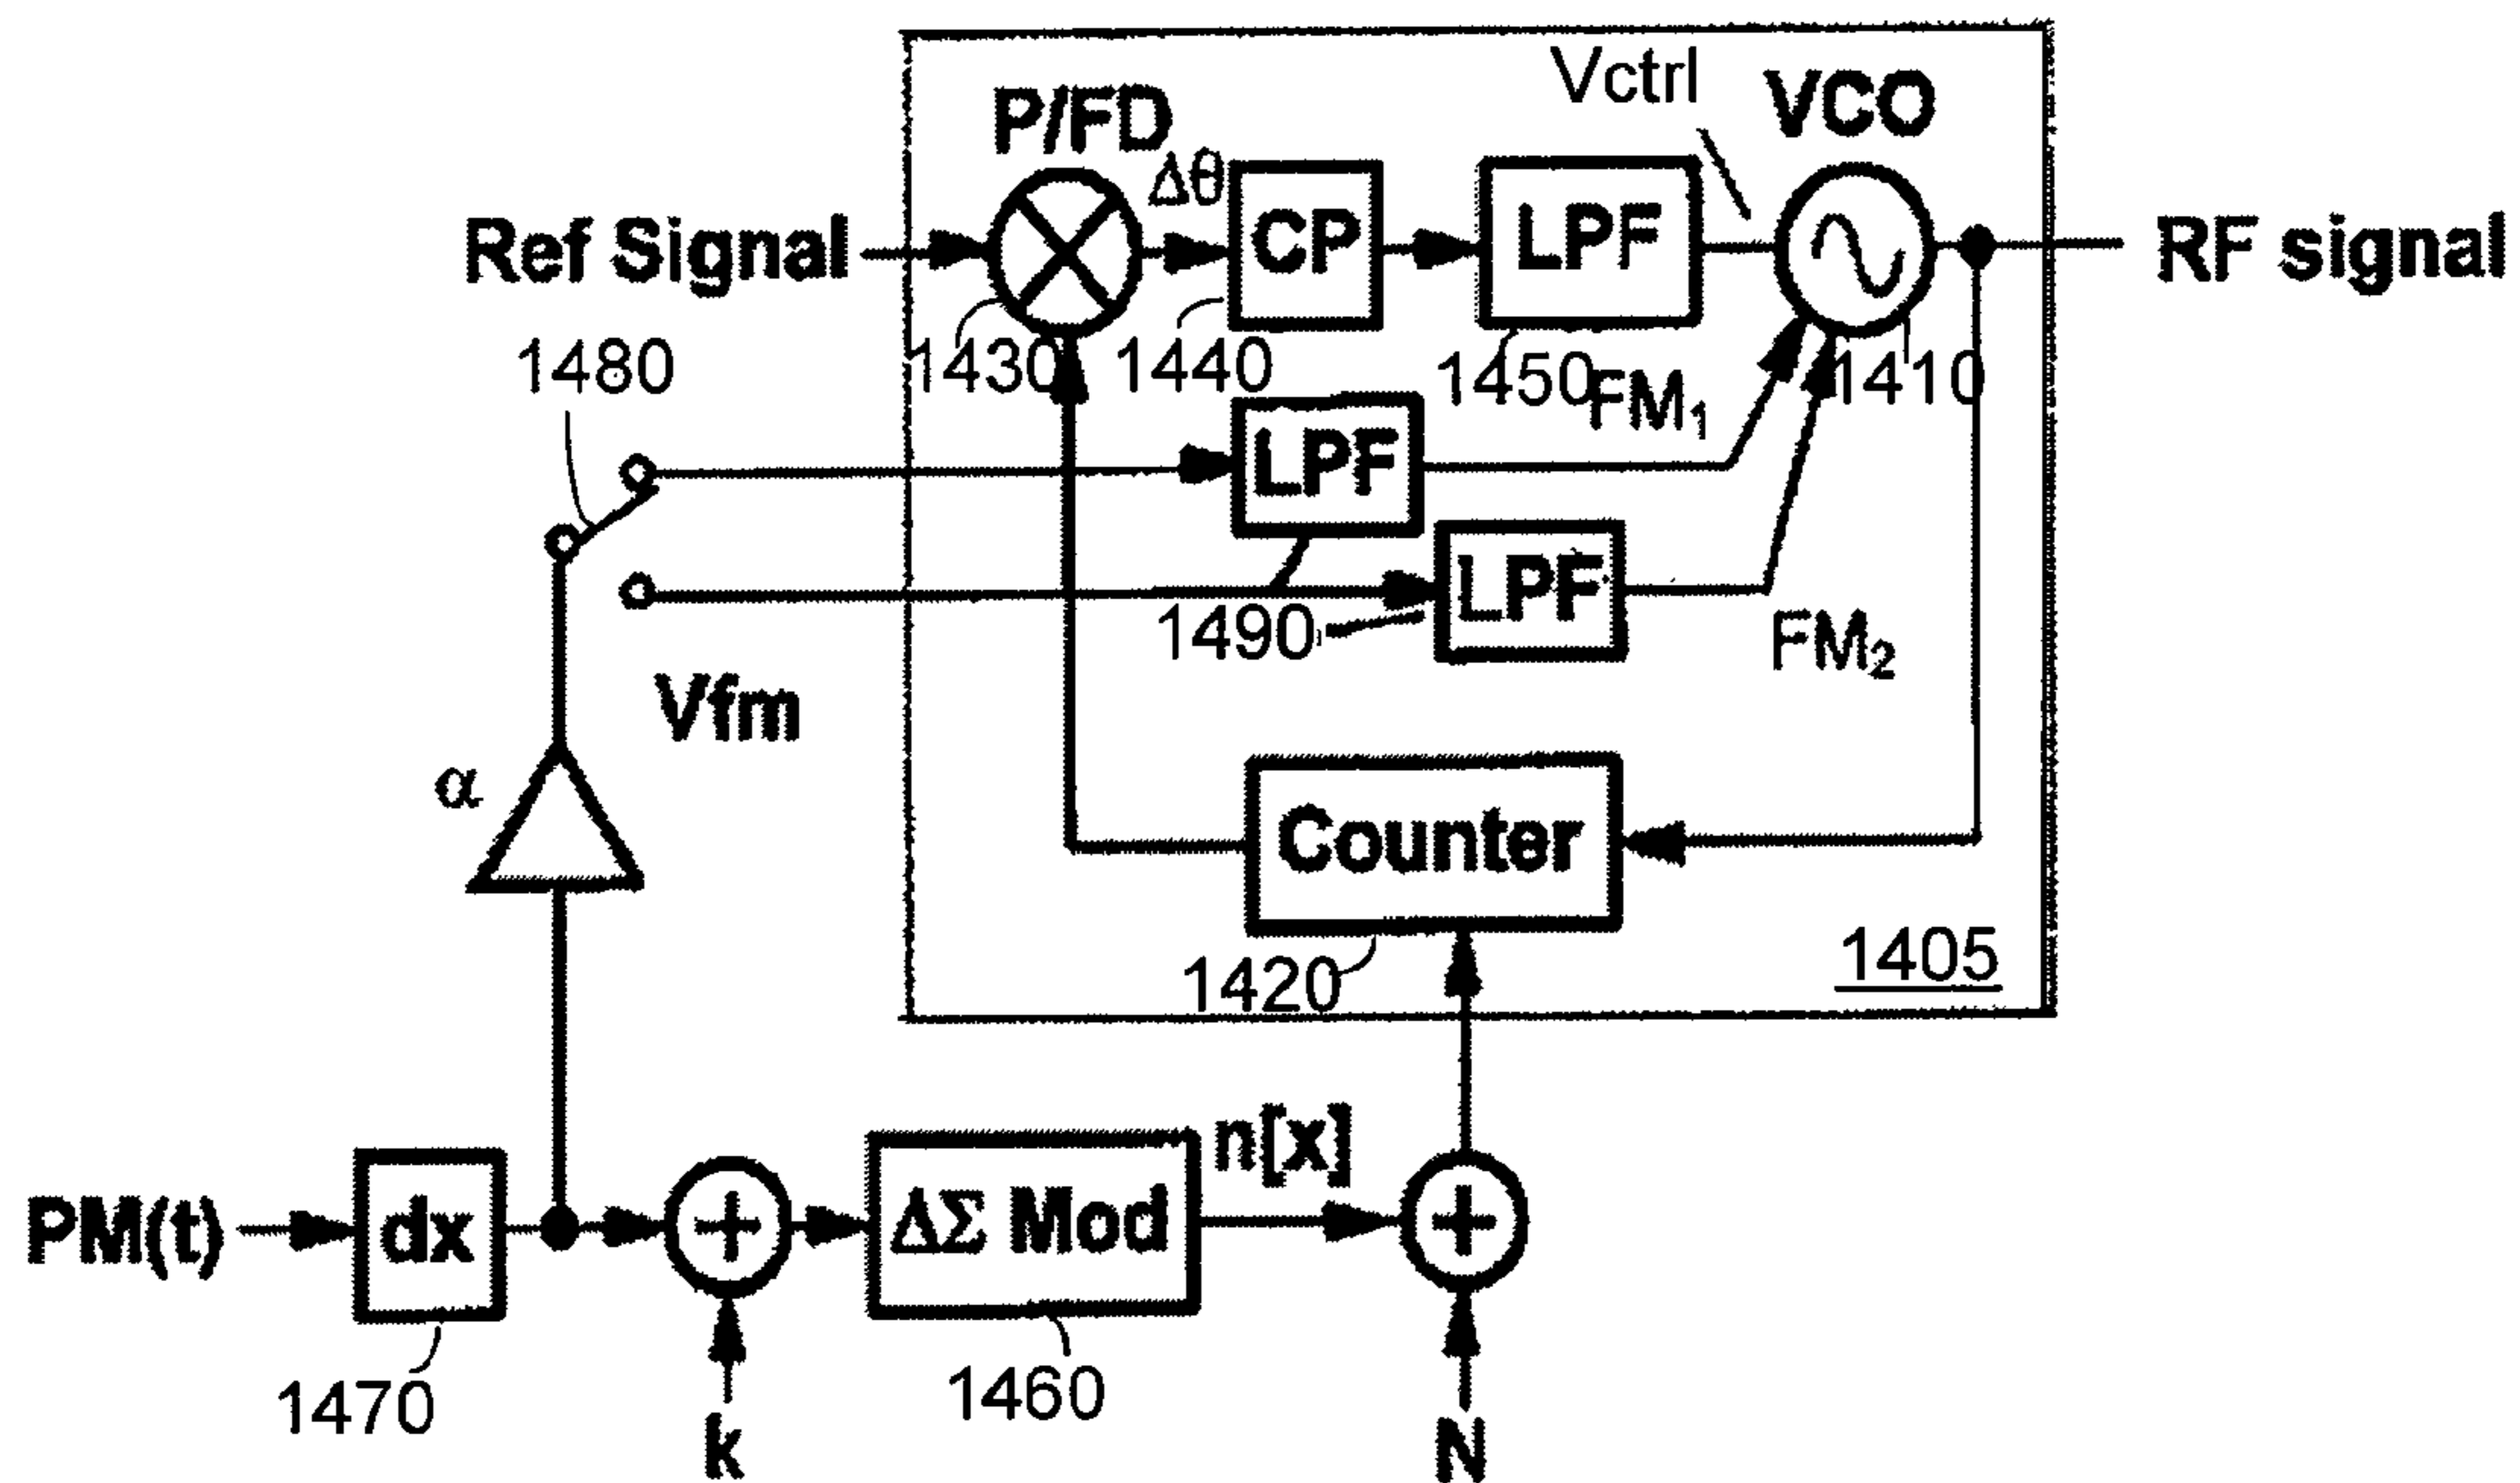 Vctrl
P/FD
VCO
Δθ
Ref Signal
CP
LPF
RF signal
1480
1430
1440
1450
FM₁
1410
LPF
LPF
1490
FM₂
Vfm
α
Counter
1405
1420
n[x]
PM(t)
dx
ΔΣ Mod
1470
1460
k
N